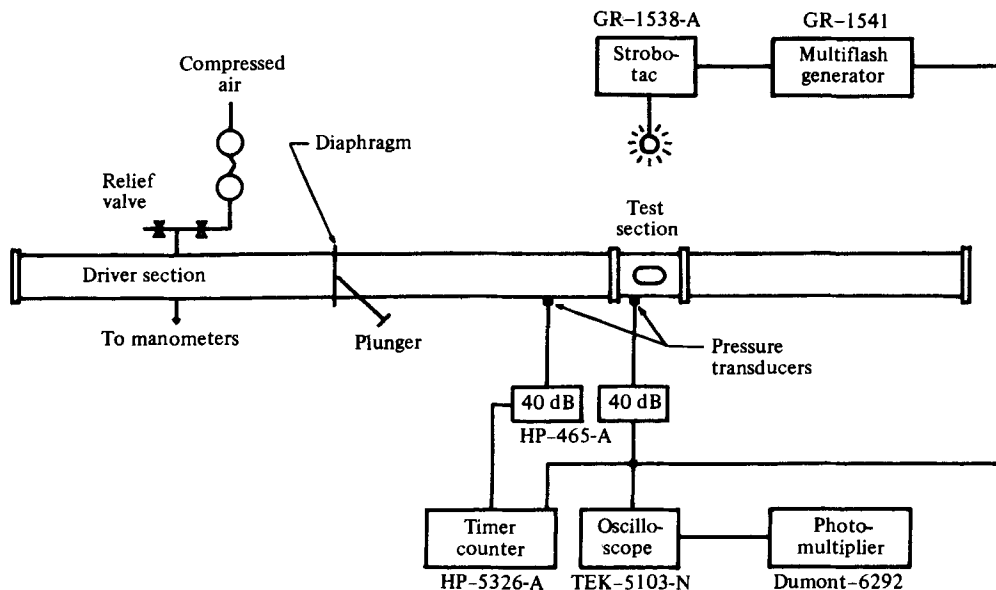 GR–1538-A
GR–1541
Strobo-
tac
Multiflash
generator
Compressed
air
Diaphragm
Relief
valve
Test
section
Driver section
To manometers
Plunger
Pressure
transducers
40 dB
40 dB
HP–465-A
Timer
counter
Oscillo-
scope
Photo-
multiplier
HP–5326-A
TEK–5103-N
Dumont–6292